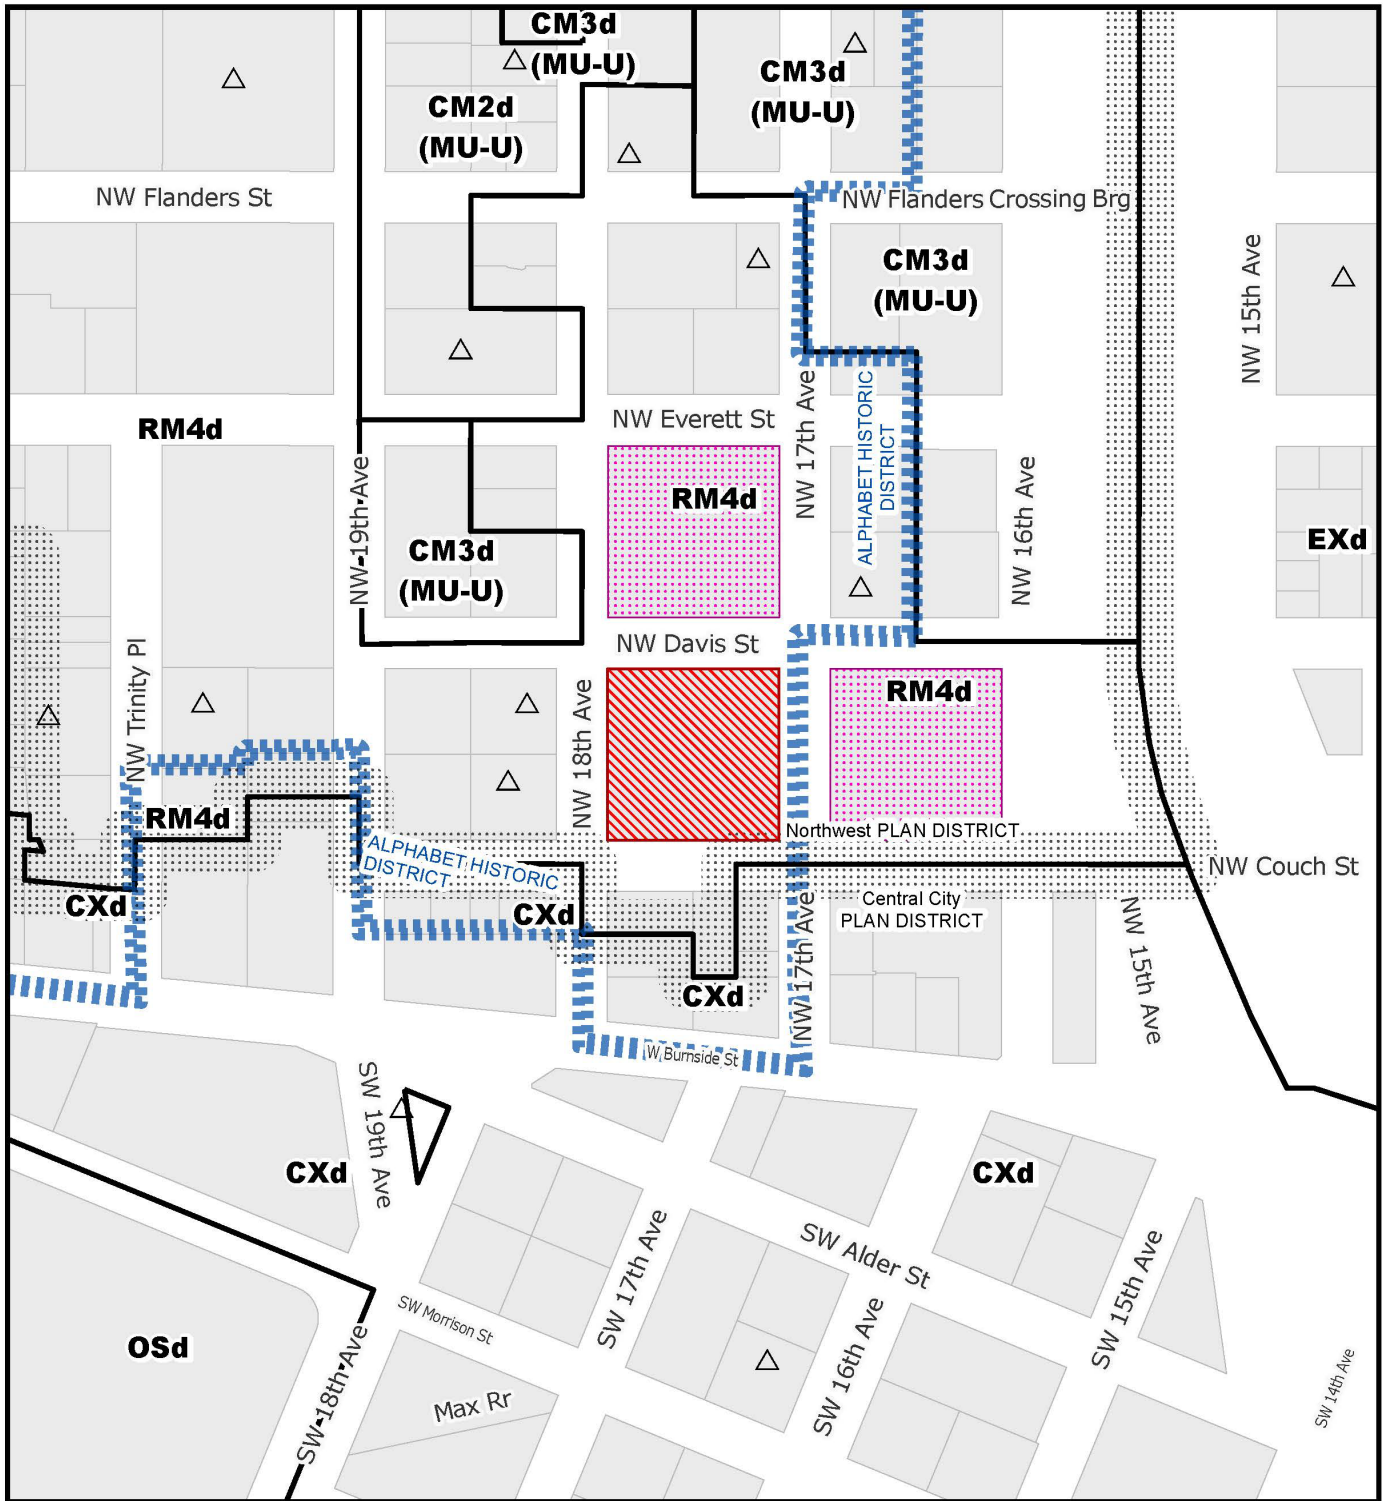 CM3d
(MU-U)
CM3d
(MU-U)
CM2d
(MU-U)
NW Flanders St
NW Flanders Crossing Brg
CM3d
(MU-U)
NW 15th Ave
NW 17th Ave
ALPHABET HISTORIC
DISTRICT
NW Everett St
RM4d
NW 19th Ave
RM4d
NW 16th Ave
EXd
CM3d
(MU-U)
NW Davis St
NW Trinity Pl
NW 18th Ave
RM4d
RM4d
Northwest PLAN DISTRICT
ALPHABET HISTORIC
DISTRICT
NW Couch St
CXd
CXd
Central City
PLAN DISTRICT
NW 17th Ave
NW 15th Ave
CXd
W Burnside St
SW 19th Ave
CXd
CXd
SW Alder St
SW 17th Ave
SW 15th Ave
SW Morrison St
SW 16th Ave
OSd
SW 18th Ave
Max Rr
SW 14th Ave